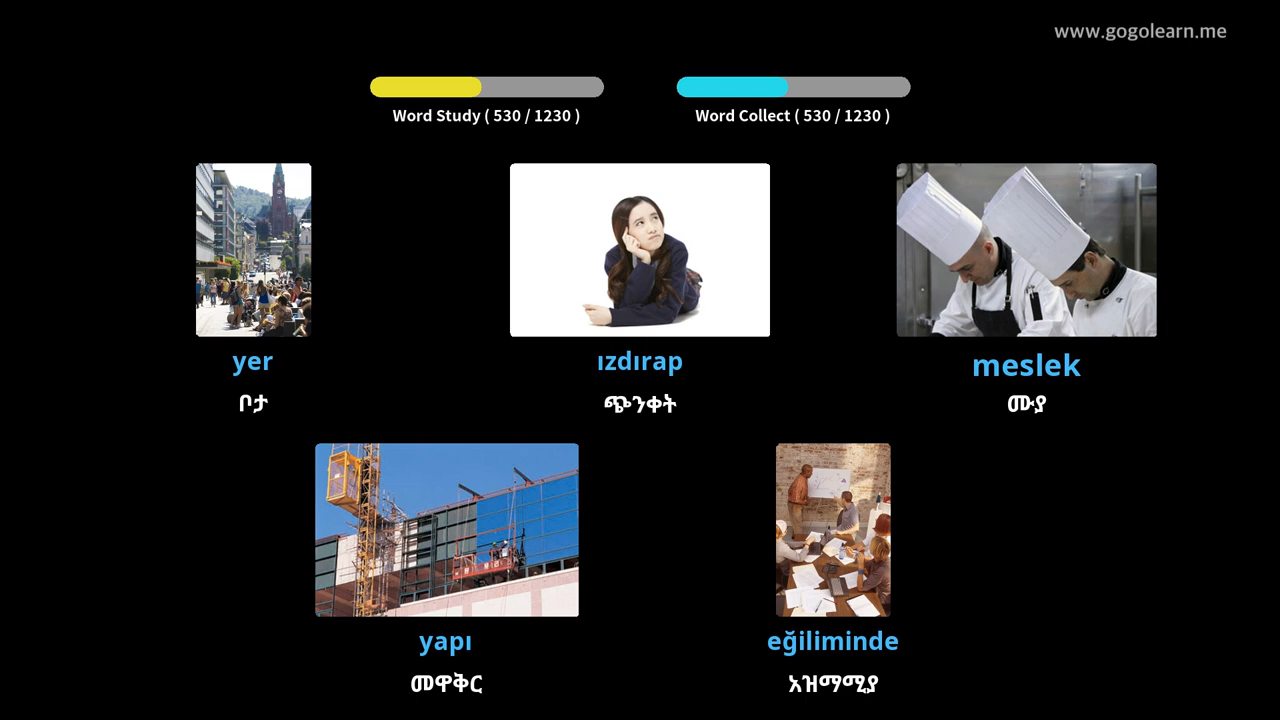 www.gogolearn.me
Word Study ( 530 / 1230 )
Word Collect ( 530 / 1230 )
yer
ቦታ
ızdırap
ጭንቀት
meslek
ሙያ
yapı
መዋቅር
eğiliminde
አዝማሚያ